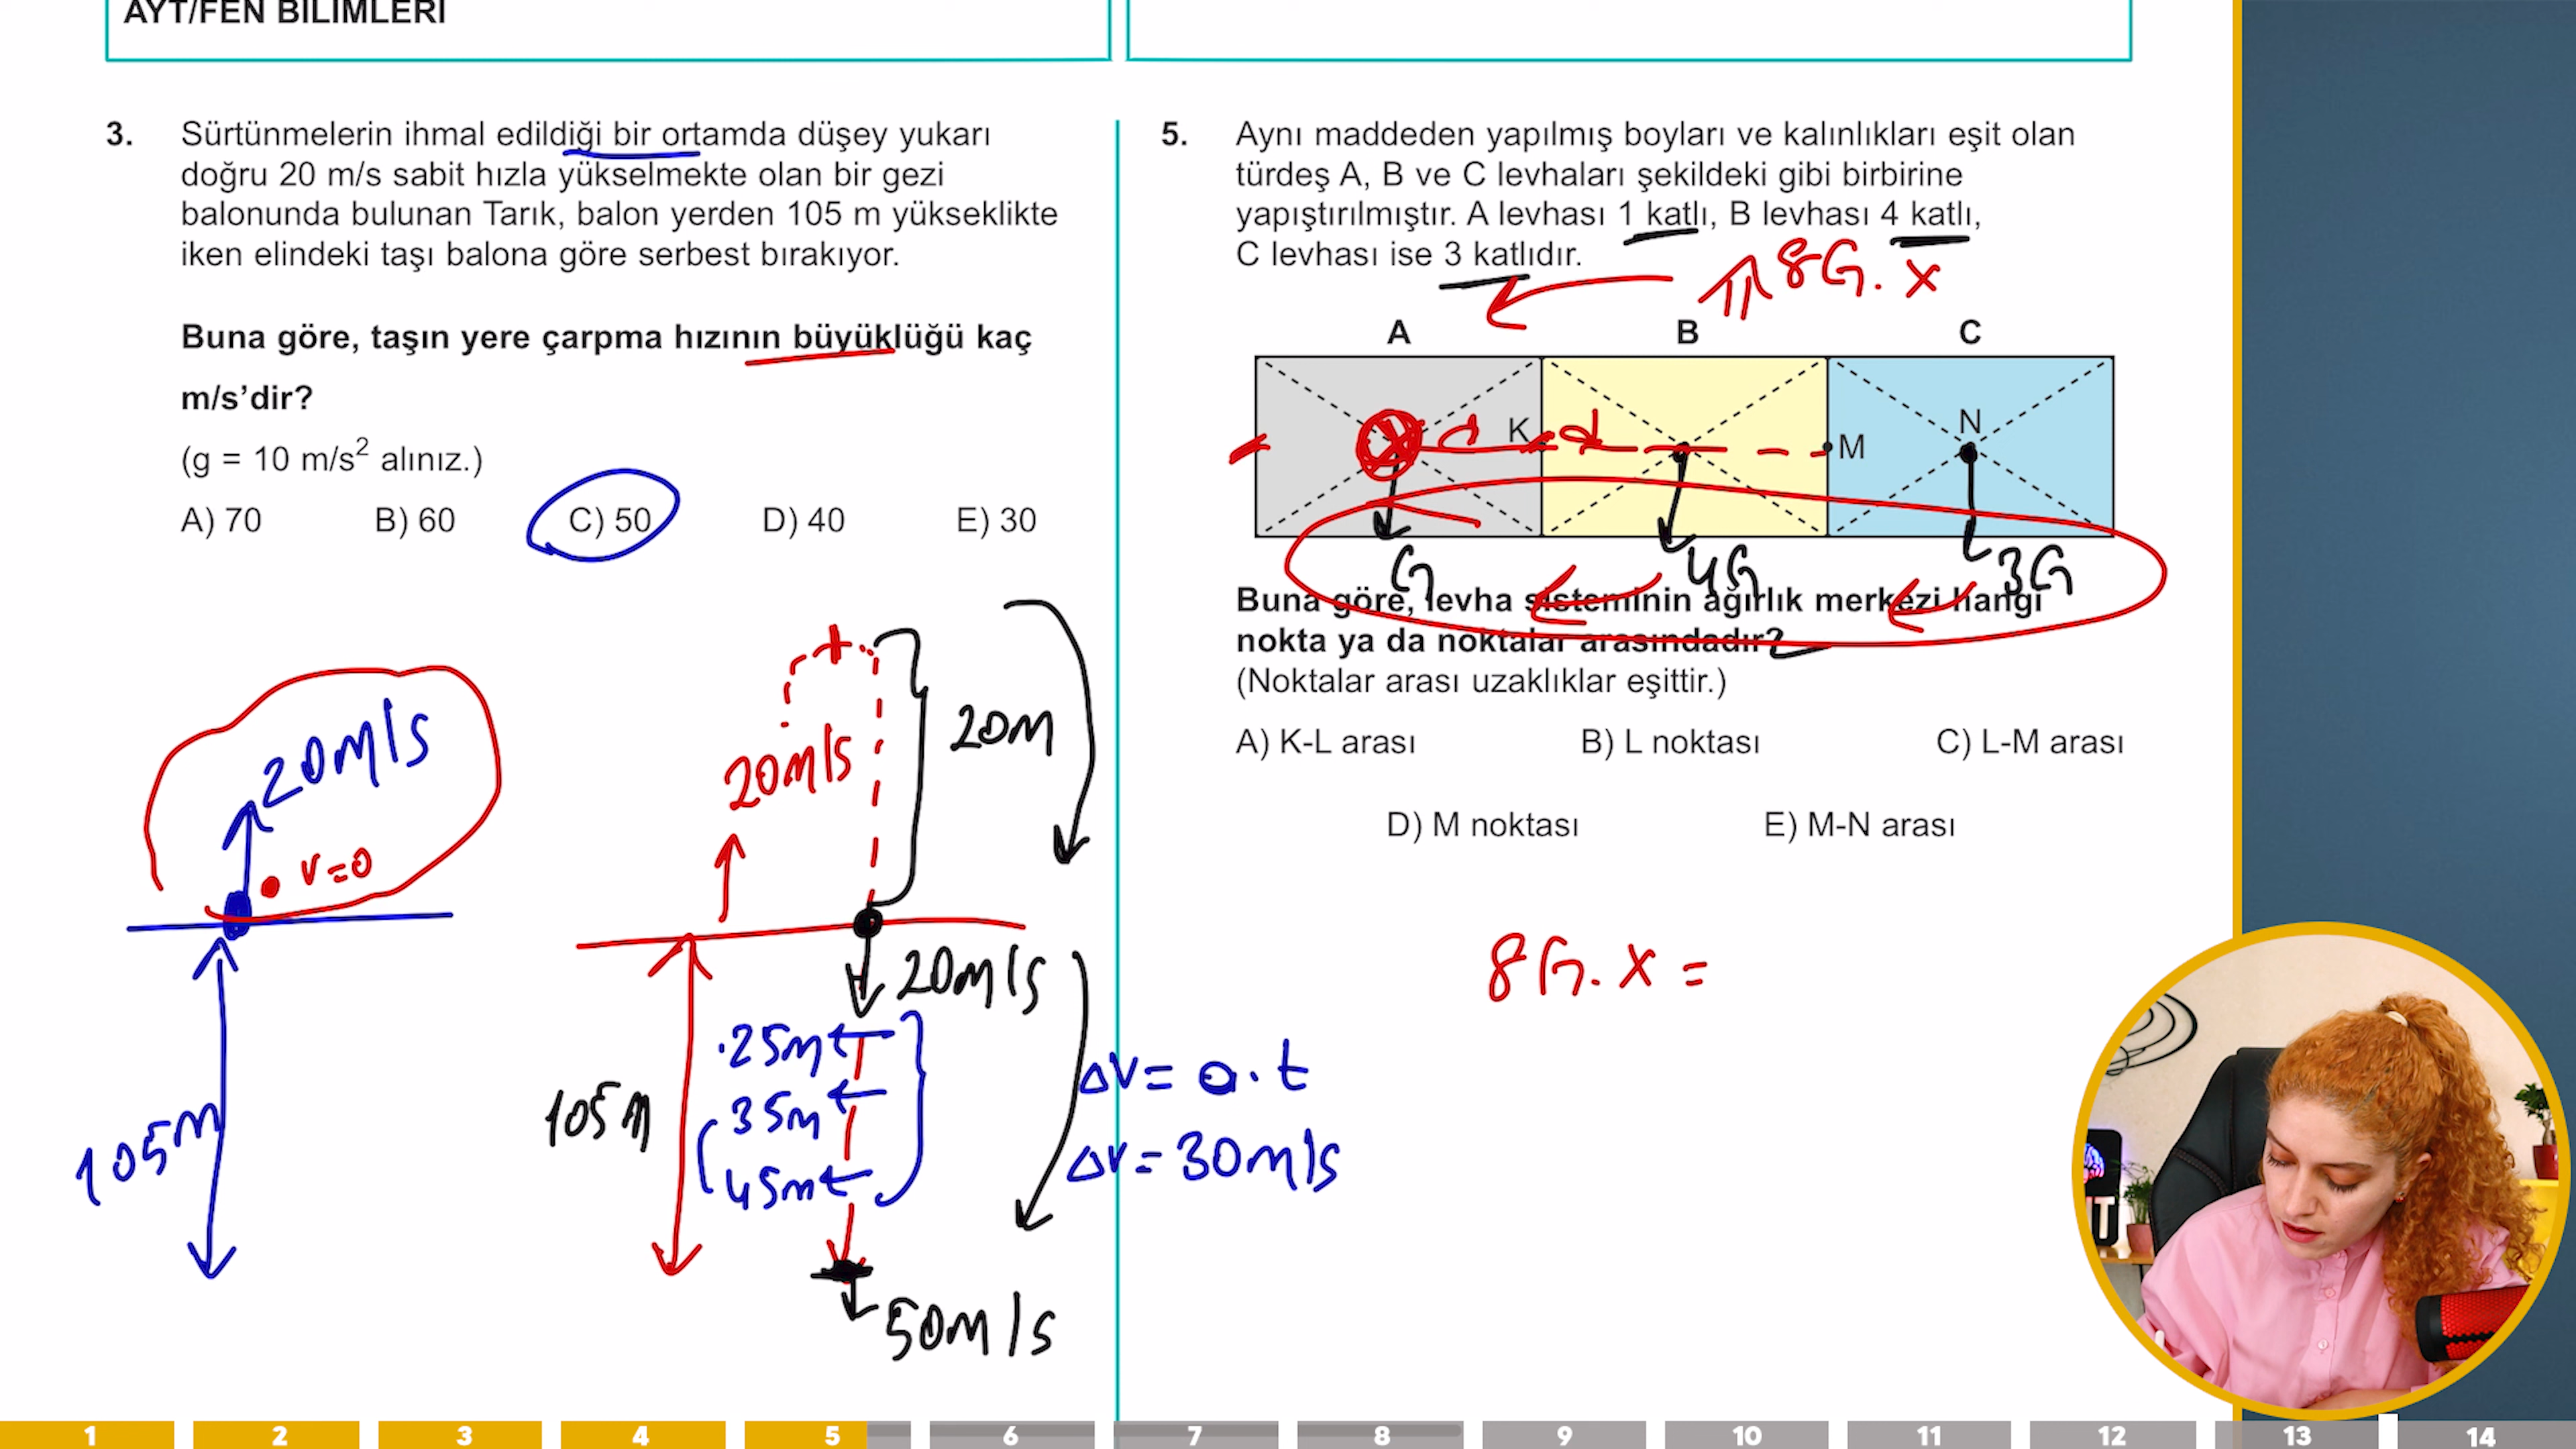 AYT/FEN BİLİMLERİ
3. Sürtünmelerin ihmal edildiği bir ortamda düşey yukarı
doğru 20 m/s sabit hızla yükselmekte olan bir gezi
balonunda bulunan Tarık, balon yerden 105 m yükseklikte
iken elindeki taşı balona göre serbest bırakıyor.
Buna göre, taşın yere çarpma hızının büyüklüğü kaç
m/s’dir?
(g = 10 m/s² alınız.)
A) 70 B) 60 C) 50 D) 40 E) 30
20m/s
v=0
105m
20m/s
20m
105m
20m/s
25m
35m
45m
50m/s
Δv= a.t
Δv= 30m/s
5. Aynı maddeden yapılmış boyları ve kalınlıkları eşit olan
türdeş A, B ve C levhaları şekildeki gibi birbirine
yapıştırılmıştır. A levhası 1 katlı, B levhası 4 katlı,
C levhası ise 3 katlıdır.
8G. x
A B C
d K d M N
G 4G 3G
Buna göre, levha sisteminin ağırlık merkezi hangi
nokta ya da noktalar arasındadır?
(Noktalar arası uzaklıklar eşittir.)
A) K-L arası B) L noktası C) L-M arası
D) M noktası E) M-N arası
8G. x =
1 2 3 4 5 6 7 8 9 10 11 12 13 14